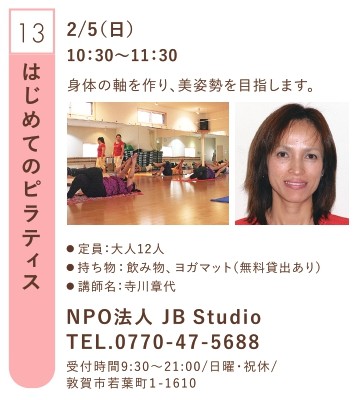 13
はじめてのピラティス
2/5(日)
10:30～11:30
身体の軸を作り、美姿勢を目指します。
●定員:大人12人
●持ち物:飲み物、ヨガマット(無料貸出あり)
●講師名:寺川章代
NPO法人 JB Studio
TEL.0770-47-5688
受付時間9:30～21:00/日曜・祝休/
敦賀市若葉町1-1610